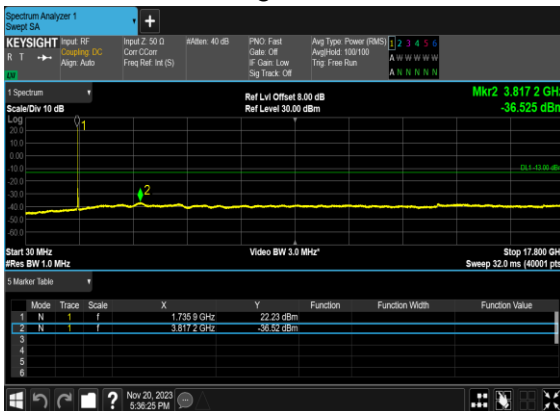 Spectrum Analyzer 1
Swept SA
KEYSIGHT Input: RF Input Z: 50 Ω #Atten: 40 dB PNO: Fast Avg Type: Power (RMS) 1 2 3 4 5 6
R T Coupling: DC Corr CCorr Gate: Off Avg|Hold: 100/100 A W W W W W
Align: Auto Freq Ref: Int (S) IF Gain: Low Trig: Free Run
LV Sig Track: Off A N N N N N
1 Spectrum Mkr2 3.817 2 GHz
Scale/Div 10 dB Ref Lvl Offset 8.00 dB -36.525 dBm
Ref Level 30.00 dBm
Log
20.0
10.0
0.00
-10.0
-20.0
-30.0
-40.0
-50.0
-60.0
1
2
DL1 -13.00 dBm
Start 30 MHz Video BW 3.0 MHz* Stop 17.800 GH
#Res BW 1.0 MHz Sweep 32.0 ms (40001 pts
5 Marker Table
Mode Trace Scale X Y Function Function Width Function Value
1 N 1 f 1.735 9 GHz 22.23 dBm
2 N 1 f 3.817 2 GHz -36.52 dBm
3
4
5
6
? Nov 20, 2023
5:36:25 PM